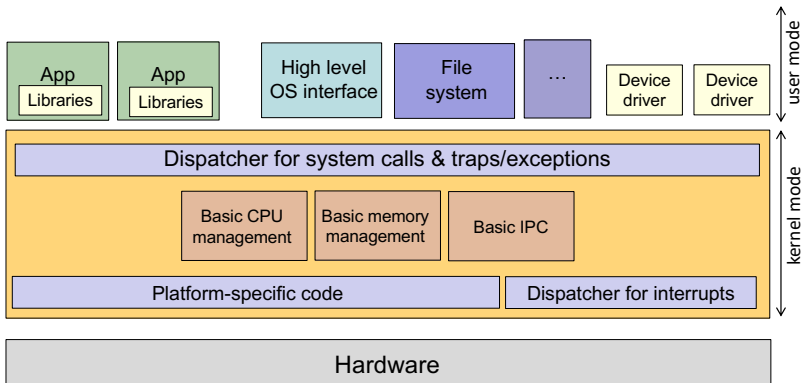 App
Libraries
App
Libraries
High level
OS interface
File
system
...
Device
driver
Device
driver
user mode
Dispatcher for system calls & traps/exceptions
Basic CPU
management
Basic memory
management
Basic IPC
kernel mode
Platform-specific code
Dispatcher for interrupts
Hardware